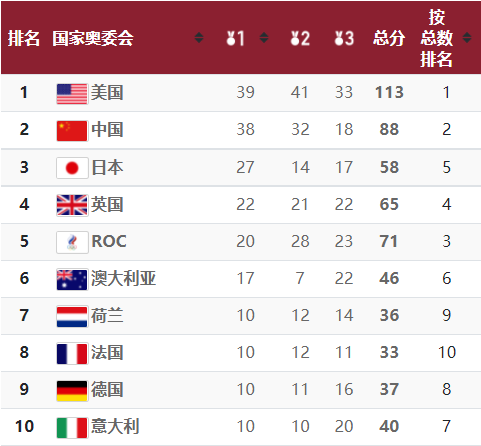 排名 国家奥委会 1 2 3 总分 按总数排名
1 美国 39 41 33 113 1
2 中国 38 32 18 88 2
3 日本 27 14 17 58 5
4 英国 22 21 22 65 4
5 ROC 20 28 23 71 3
6 澳大利亚 17 7 22 46 6
7 荷兰 10 12 14 36 9
8 法国 10 12 11 33 10
9 德国 10 11 16 37 8
10 意大利 10 10 20 40 7